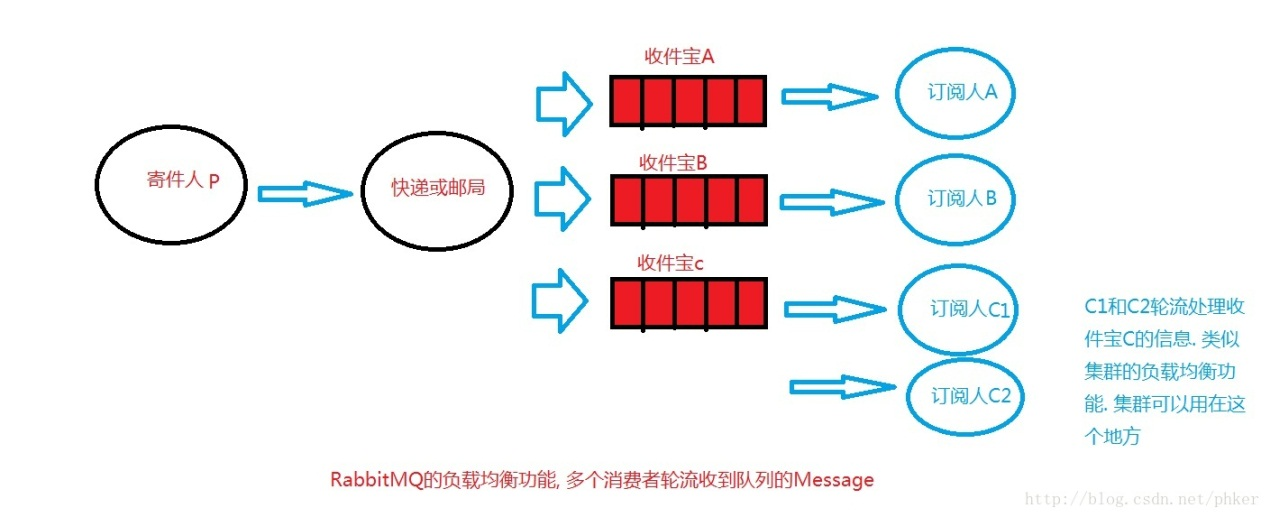 收件宝A
订阅人A
寄件人 P
快递或邮局
收件宝B
订阅人B
收件宝c
订阅人C1
C1和C2轮流处理收
件宝C的信息. 类似
集群的负载均衡功
能. 集群可以用在这
个地方
订阅人C2
RabbitMQ的负载均衡功能, 多个消费者轮流收到队列的Message
http://blog.csdn.net/phker